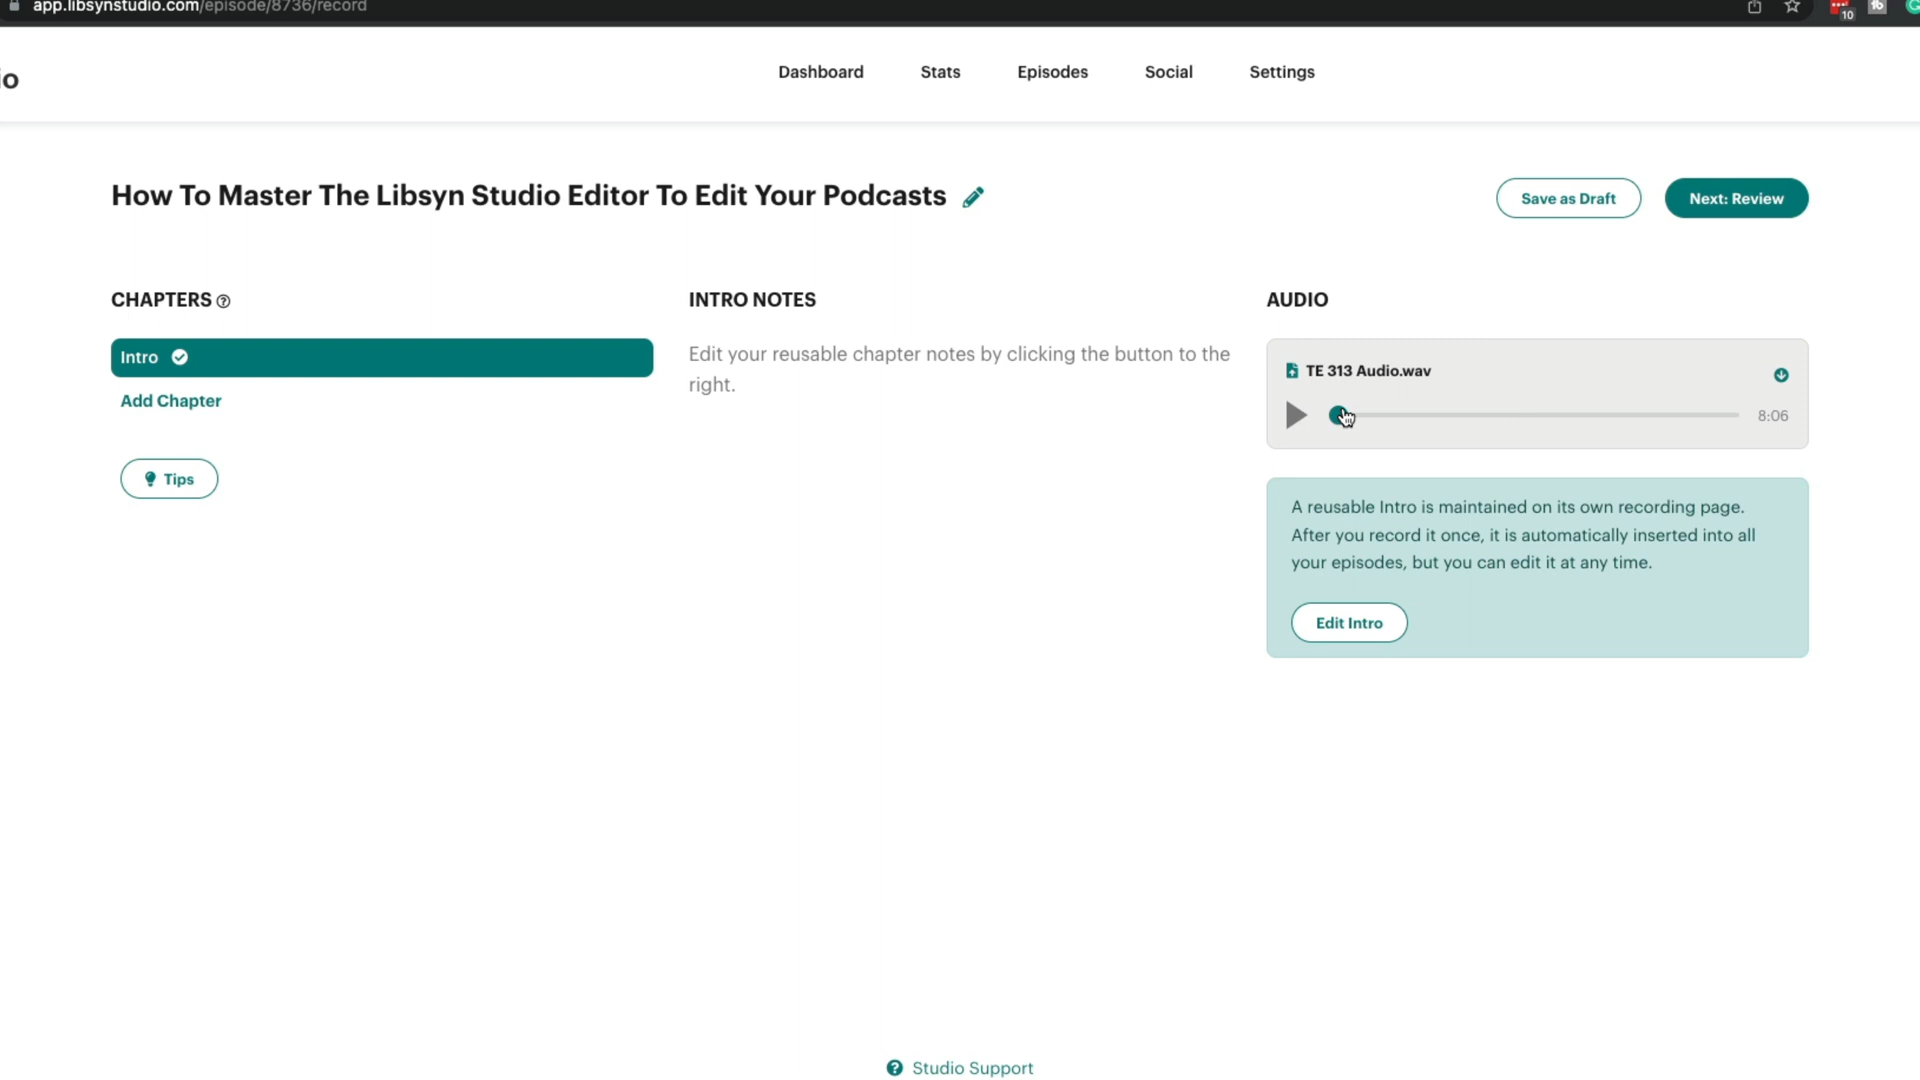 app.libsynstudio.com/episode/8736/record
10
io
Dashboard
Stats
Episodes
Social
Settings
How To Master The Libsyn Studio Editor To Edit Your Podcasts
Save as Draft
Next: Review
CHAPTERS
Intro
Add Chapter
Tips
INTRO NOTES
Edit your reusable chapter notes by clicking the button to the
right.
AUDIO
TE 313 Audio.wav
8:06
A reusable Intro is maintained on its own recording page.
After you record it once, it is automatically inserted into all
your episodes, but you can edit it at any time.
Edit Intro
Studio Support